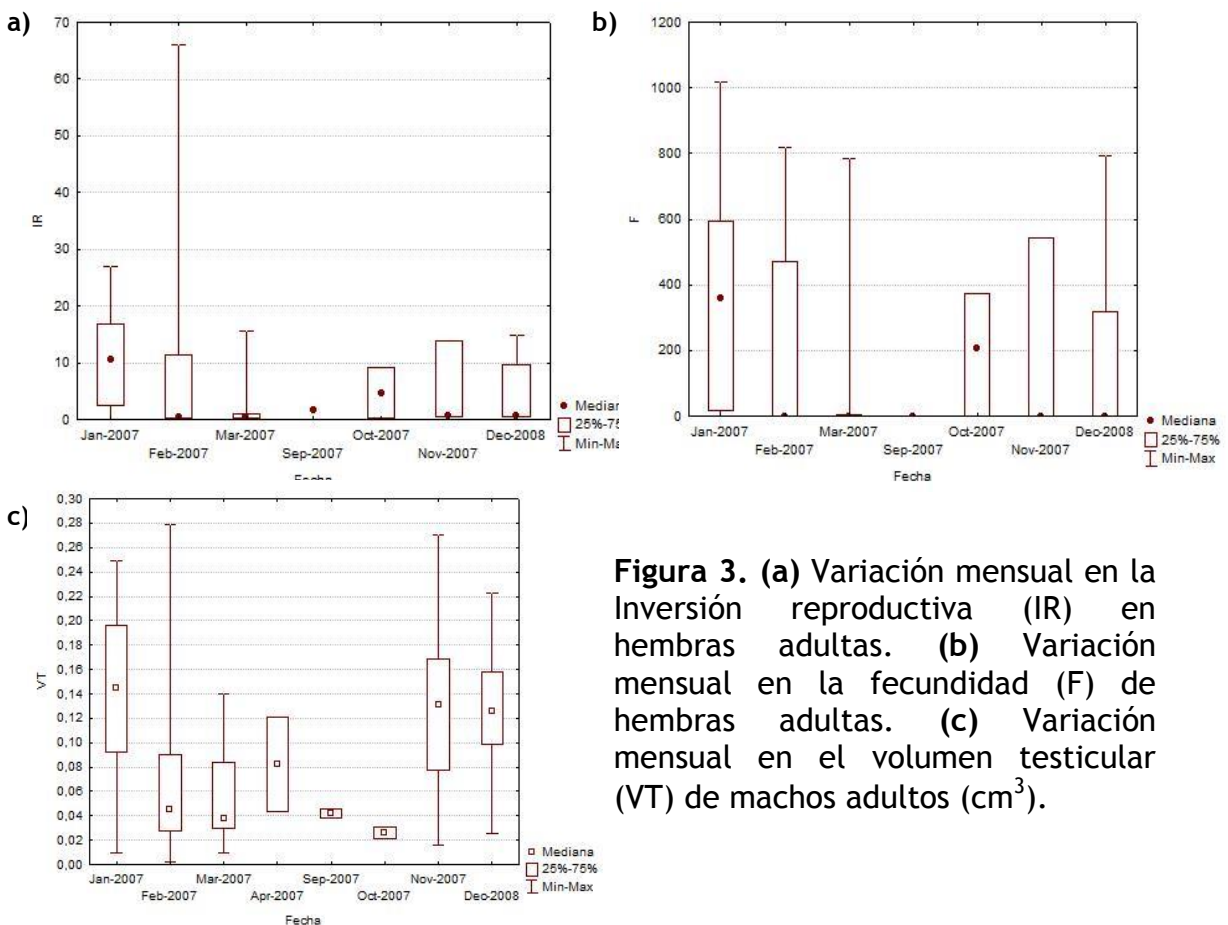 a)
70
60
50
40
30
20
10
0
IR
Jan-2007
Feb-2007
Mar-2007
Sep-2007
Oct-2007
Nov-2007
Dec-2008
Mediana
25%-75
Min-Ma
b)
1200
1000
800
600
400
200
0
F
Jan-2007
Feb-2007
Mar-2007
Sep-2007
Oct-2007
Nov-2007
Dec-2008
Fecha
Mediana
25%-75%
Min-Max
c)
0,30
0,28
0,26
0,24
0,22
0,20
0,18
0,16
0,14
0,12
0,10
0,08
0,06
0,04
0,02
0,00
VT
Jan-2007
Feb-2007
Mar-2007
Apr-2007
Sep-2007
Oct-2007
Nov-2007
Dec-2008
Fecha
Mediana
25%-75%
Min-Max
Figura 3. (a) Variación mensual en la
Inversión reproductiva (IR) en
hembras adultas. (b) Variación
mensual en la fecundidad (F) de
hembras adultas. (c) Variación
mensual en el volumen testicular
(VT) de machos adultos (cm³).